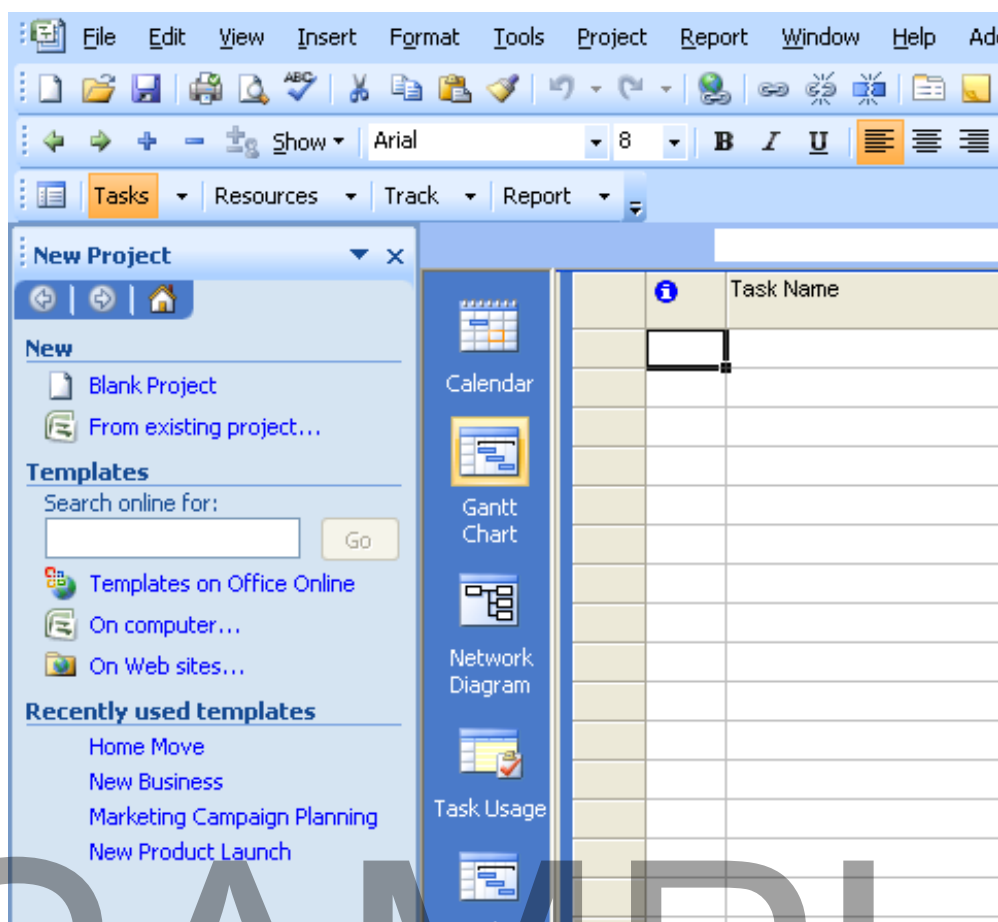 File Edit View Insert Format Tools Project Report Window Help
ABC
Show Arial 8 B I U
Tasks Resources Track Report
New Project
Task Name
New
Blank Project
From existing project...
Templates
Search online for:
Go
Templates on Office Online
On computer...
On Web sites...
Recently used templates
Home Move
New Business
Marketing Campaign Planning
New Product Launch
Calendar
Gantt
Chart
Network
Diagram
Task Usage